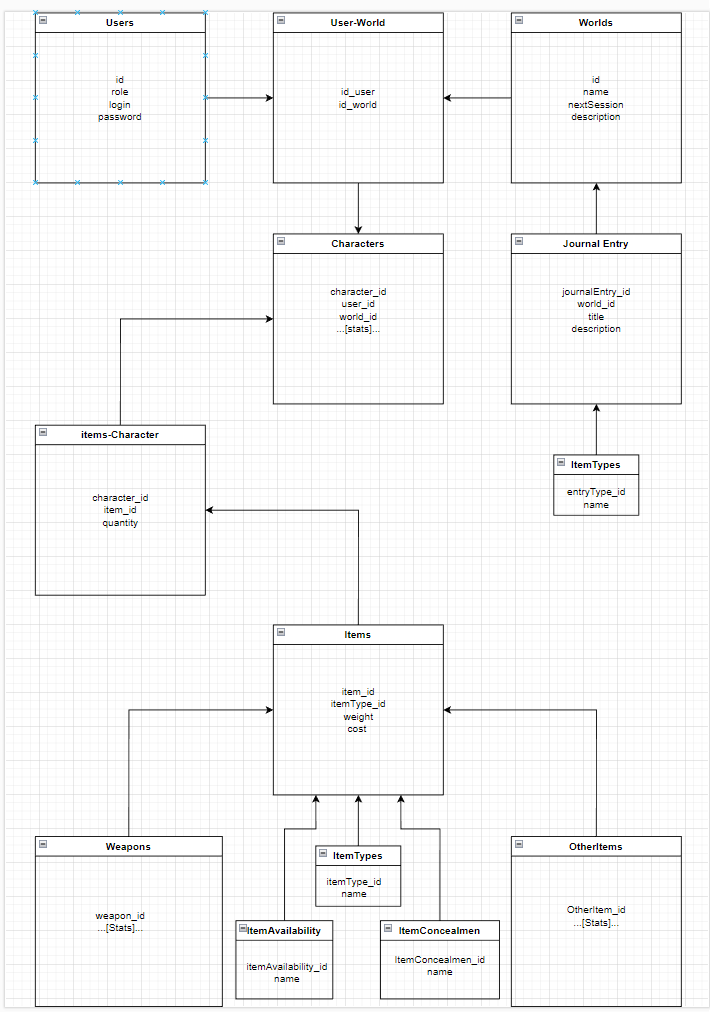 Users
id
role
login
password
User-World
id_user
id_world
Worlds
id
name
nextSession
description
Characters
character_id
user_id
world_id
...[stats]...
Journal Entry
journalEntry_id
world_id
title
description
items-Character
character_id
item_id
quantity
ItemTypes
entryType_id
name
Items
item_id
itemType_id
weight
cost
Weapons
weapon_id
...[Stats]...
ItemTypes
itemType_id
name
OtherItems
OtherItem_id
...[Stats]...
ItemAvailability
itemAvailability_id
name
ItemConcealmen
ItemConcealmen_id
name